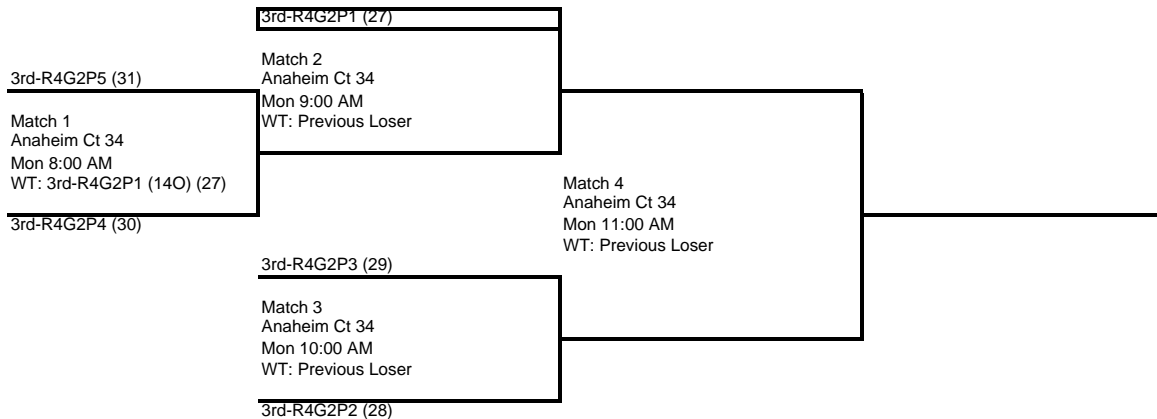 3rd-R4G2P1 (27)
Match 2
Anaheim Ct 34
Mon 9:00 AM
WT: Previous Loser
3rd-R4G2P5 (31)
Match 1
Anaheim Ct 34
Mon 8:00 AM
WT: 3rd-R4G2P1 (14O) (27)
3rd-R4G2P4 (30)
Match 4
Anaheim Ct 34
Mon 11:00 AM
WT: Previous Loser
3rd-R4G2P3 (29)
Match 3
Anaheim Ct 34
Mon 10:00 AM
WT: Previous Loser
3rd-R4G2P2 (28)